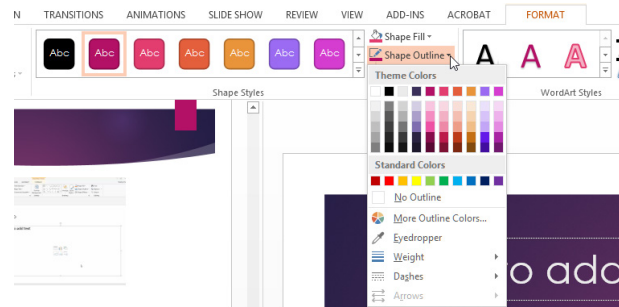 N TRANSITIONS ANIMATIONS SLIDE SHOW REVIEW VIEW ADD-INS ACROBAT FORMAT
Abc Abc Abc Abc Abc Abc Abc
Shape Fill
Shape Outline
A A A
Shape Styles
WordArt Styles
Theme Colors
Standard Colors
No Outline
More Outline Colors...
Eyedropper
Weight
Dashes
Arrows
o add